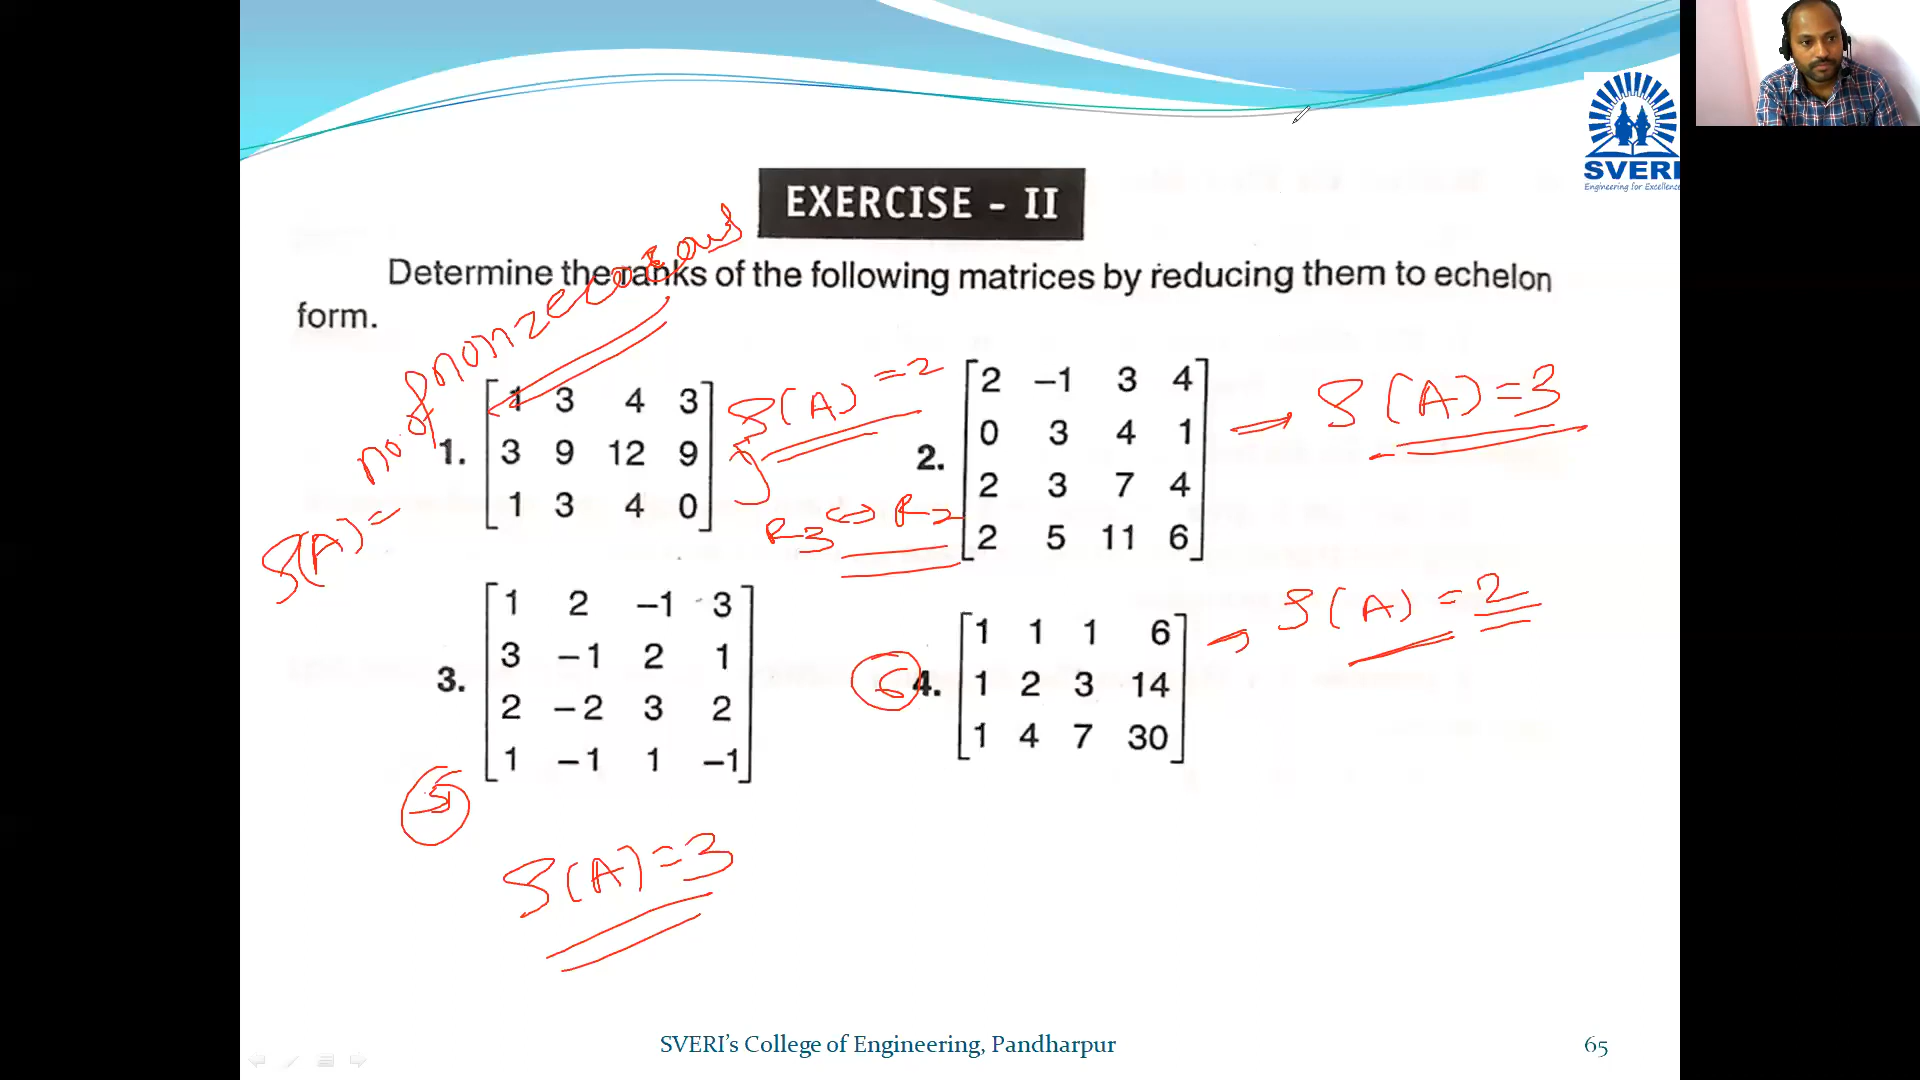 SVERI
Engineering for Excellence
EXERCISE - II
Determine the ranks of the following matrices by reducing them to echelon
form.
ρ(A) = no of nonzero rows
1.
1 3 4 3
3 9 12 9
1 3 4 0
ρ(A) = 2
R3 ↔ R2
2.
2 −1 3 4
0 3 4 1
2 3 7 4
2 5 11 6
→ ρ(A) = 3
3.
1 2 −1 3
3 −1 2 1
2 −2 3 2
1 −1 1 −1
5
ρ(A) = 3
6
4.
1 1 1 6
1 2 3 14
1 4 7 30
→ ρ(A) = 2
SVERI's College of Engineering, Pandharpur
65